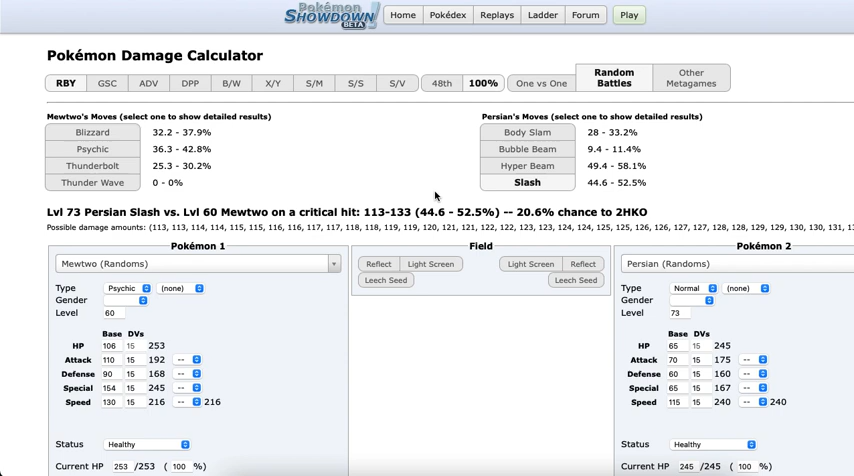 Pokémon
SHOWDOWN!
BETA
Home Pokédex Replays Ladder Forum Play
Pokémon Damage Calculator
RBY GSC ADV DPP B/W X/Y S/M S/S S/V 48th 100% One vs One Random Battles Other Metagames
Mewtwo's Moves (select one to show detailed results) Persian's Moves (select one to show detailed results)
Blizzard 32.2 - 37.9% Body Slam 28 - 33.2%
Psychic 36.3 - 42.8% Bubble Beam 9.4 - 11.4%
Thunderbolt 25.3 - 30.2% Hyper Beam 49.4 - 58.1%
Thunder Wave 0 - 0% Slash 44.6 - 52.5%
Lvl 73 Persian Slash vs. Lvl 60 Mewtwo on a critical hit: 113-133 (44.6 - 52.5%) -- 20.6% chance to 2HKO
Possible damage amounts: (113, 113, 114, 114, 115, 115, 116, 116, 117, 117, 118, 118, 119, 119, 120, 121, 121, 122, 122, 123, 123, 124, 124, 125, 125, 126, 126, 127, 127, 128, 128, 129, 129, 130, 130, 131, 1
Pokémon 1 Field Pokémon 2
Mewtwo (Randoms) Reflect Light Screen Light Screen Reflect Persian (Randoms)
Leech Seed Leech Seed
Type Psychic (none) Type Normal (none)
Gender Gender
Level 60 Level 73
Base DVs Base DVs
HP 106 15 253 HP 65 15 245
Attack 110 15 192 -- Attack 70 15 175 --
Defense 90 15 168 -- Defense 60 15 160 --
Special 154 15 245 -- Special 65 15 167 --
Speed 130 15 216 -- 216 Speed 115 15 240 -- 240
Status Healthy Status Healthy
Current HP 253 /253 ( 100 %) Current HP 245 /245 ( 100 %)